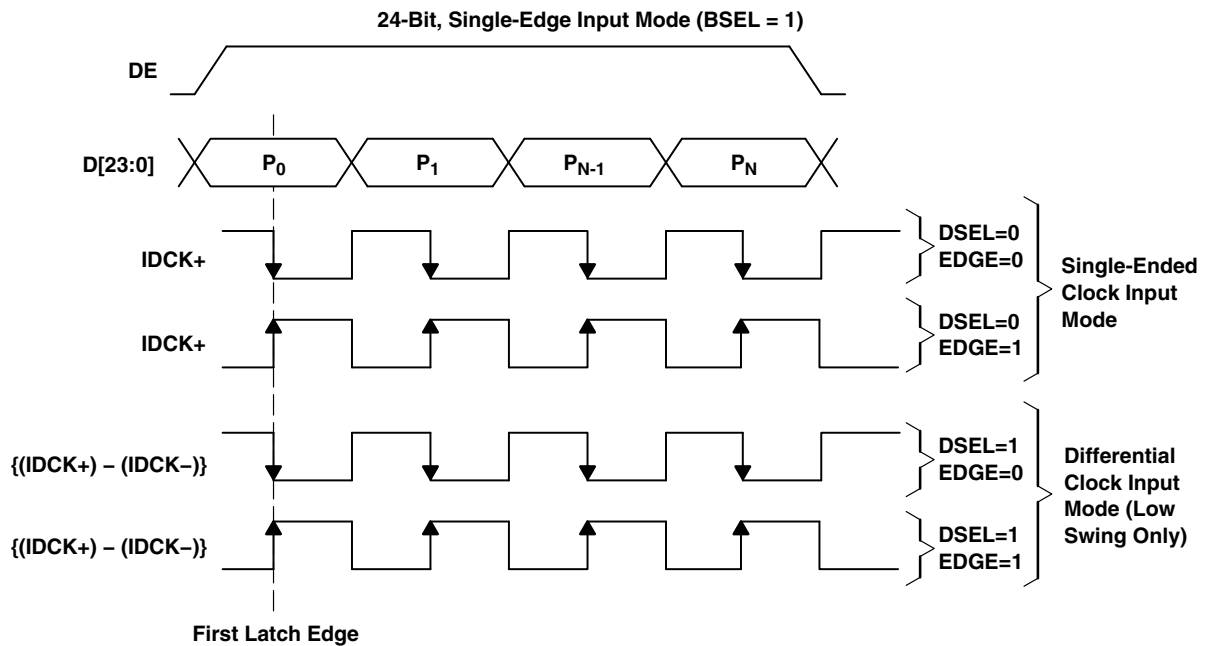 24-Bit, Single-Edge Input Mode (BSEL = 1)
DE
D[23:0]
P0
P1
PN-1
PN
IDCK+
DSEL=0
EDGE=0
IDCK+
DSEL=0
EDGE=1
Single-Ended
Clock Input
Mode
{(IDCK+) − (IDCK−)}
DSEL=1
EDGE=0
{(IDCK+) − (IDCK−)}
DSEL=1
EDGE=1
Differential
Clock Input
Mode (Low
Swing Only)
First Latch Edge